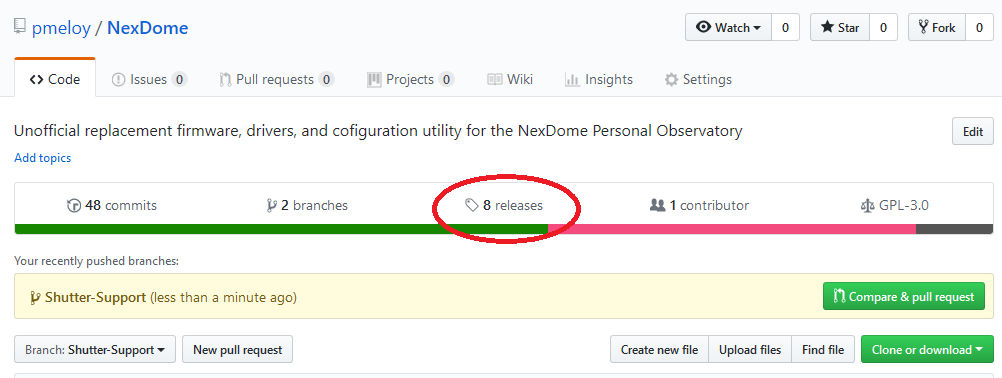 pmeloy / NexDome
Watch 0 Star 0 Fork 0
Code Issues 0 Pull requests 0 Projects 0 Wiki Insights Settings
Unofficial replacement firmware, drivers, and cofiguration utility for the NexDome Personal Observatory Edit
Add topics
48 commits 2 branches 8 releases 1 contributor GPL-3.0
Your recently pushed branches:
Shutter-Support (less than a minute ago) Compare & pull request
Branch: Shutter-Support New pull request Create new file Upload files Find file Clone or download